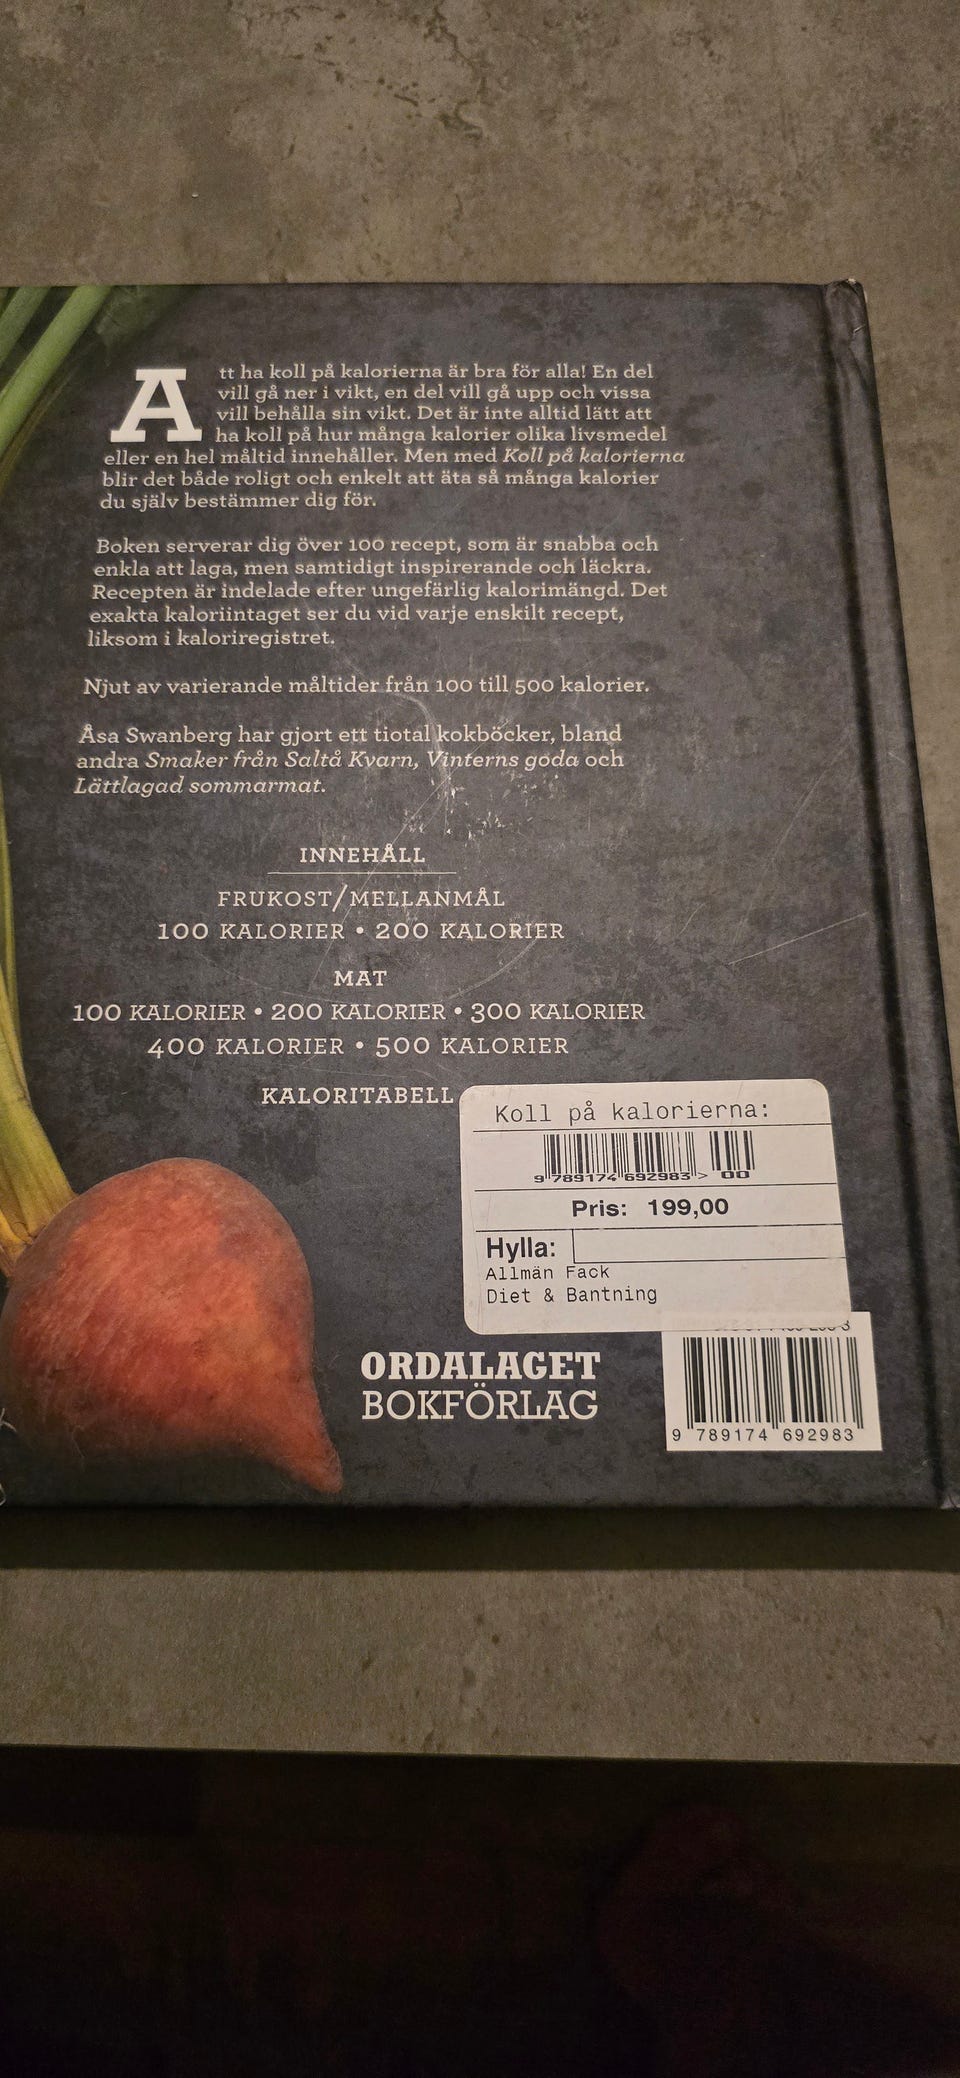 Att ha koll på kalorierna är bra för alla! En del
vill gå ner i vikt, en del vill gå upp och vissa
vill behålla sin vikt. Det är inte alltid lätt att
ha koll på hur många kalorier olika livsmedel
eller en hel måltid innehåller. Men med Koll på kalorierna
blir det både roligt och enkelt att äta så många kalorier
du själv bestämmer dig för.
Boken serverar dig över 100 recept, som är snabba och
enkla att laga, men samtidigt inspirerande och läckra.
Recepten är indelade efter ungefärlig kalorimängd. Det
exakta kaloriintaget ser du vid varje enskilt recept,
liksom i kaloriregistret.
Njut av varierande måltider från 100 till 500 kalorier.
Åsa Swanberg har gjort ett tiotal kokböcker, bland
andra Smaker från Saltå Kvarn, Vinterns goda och
Lättlagad sommarmat.
INNEHÅLL
FRUKOST/MELLANMÅL
100 KALORIER • 200 KALORIER
MAT
100 KALORIER • 200 KALORIER • 300 KALORIER
400 KALORIER • 500 KALORIER
KALORITABELL
Koll på kalorierna:
9 789174 692983 > 00
Pris: 199,00
Hylla:
Allmän Fack
Diet & Bantning
ORDALAGET
BOKFÖRLAG
9 789174 692983